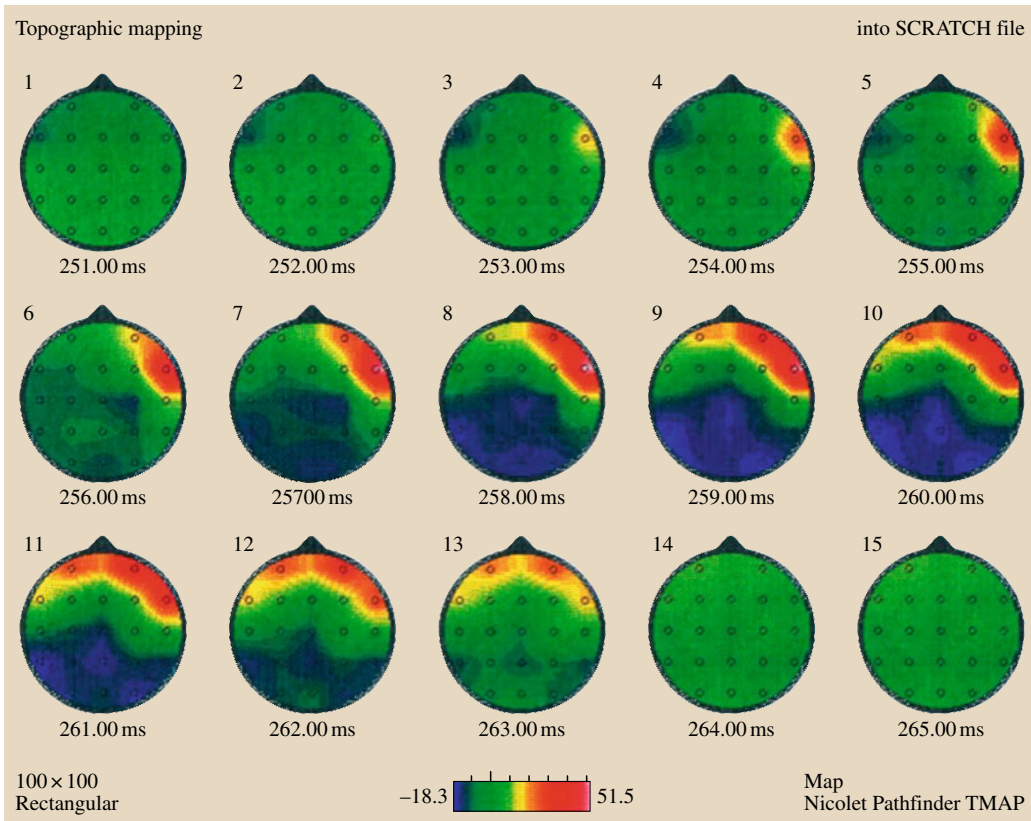 Topographic mapping into SCRATCH file
1 2 3 4 5
251.00 ms 252.00 ms 253.00 ms 254.00 ms 255.00 ms
6 7 8 9 10
256.00 ms 25700 ms 258.00 ms 259.00 ms 260.00 ms
11 12 13 14 15
261.00 ms 262.00 ms 263.00 ms 264.00 ms 265.00 ms
100 × 100 Map
Rectangular –18.3 51.5 Nicolet Pathfinder TMAP